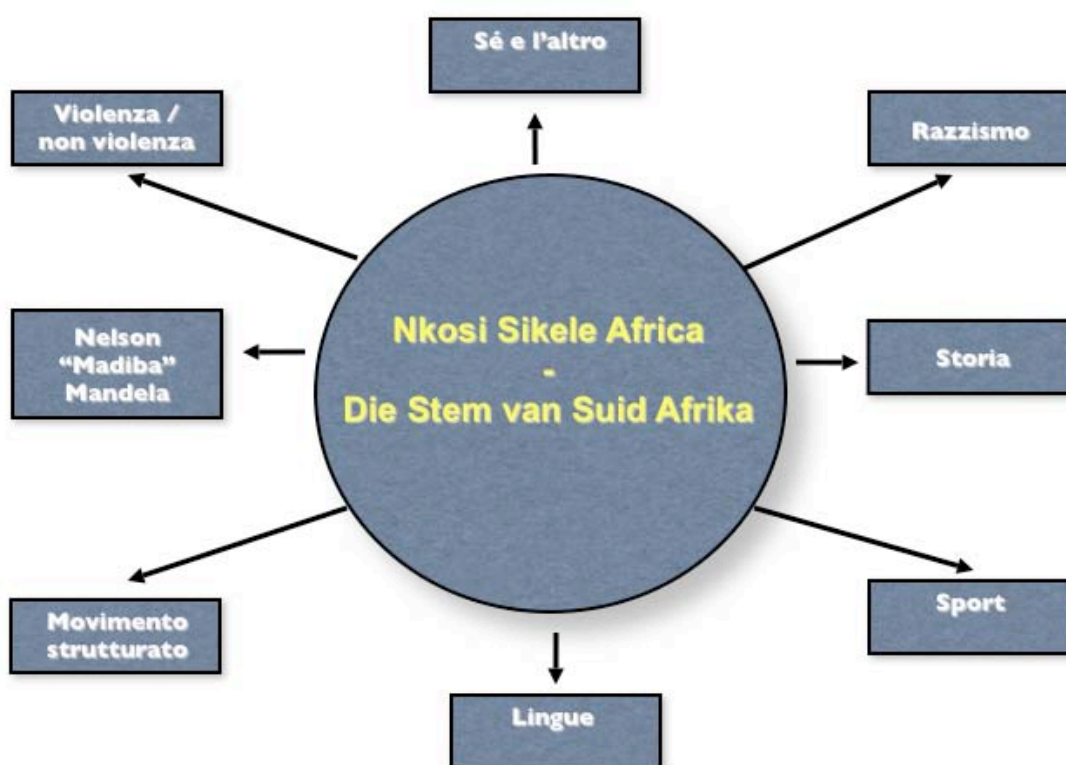 Sé e l'altro
Violenza /
non violenza
Razzismo
Nkosi Sikele Africa
-
Die Stem van Suid Afrika
Nelson
“Madiba”
Mandela
Storia
Movimento
strutturato
Sport
Lingue